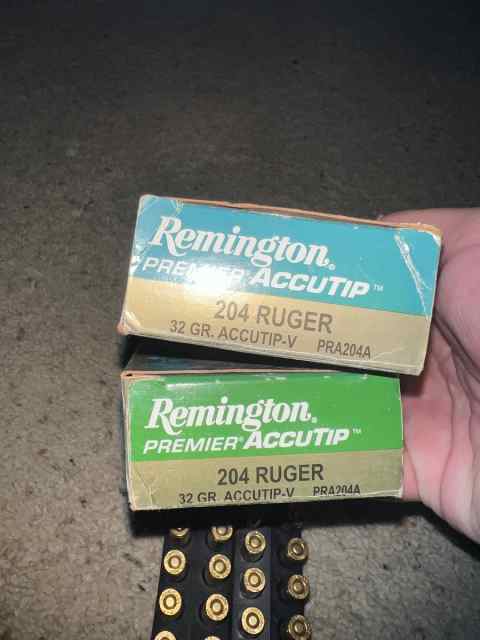 Remington®
PREMIER® ACCUTIP™
204 RUGER
32 GR. ACCUTIP-V PRA204A
Remington®
PREMIER® ACCUTIP™
204 RUGER
32 GR. ACCUTIP-V PRA204A